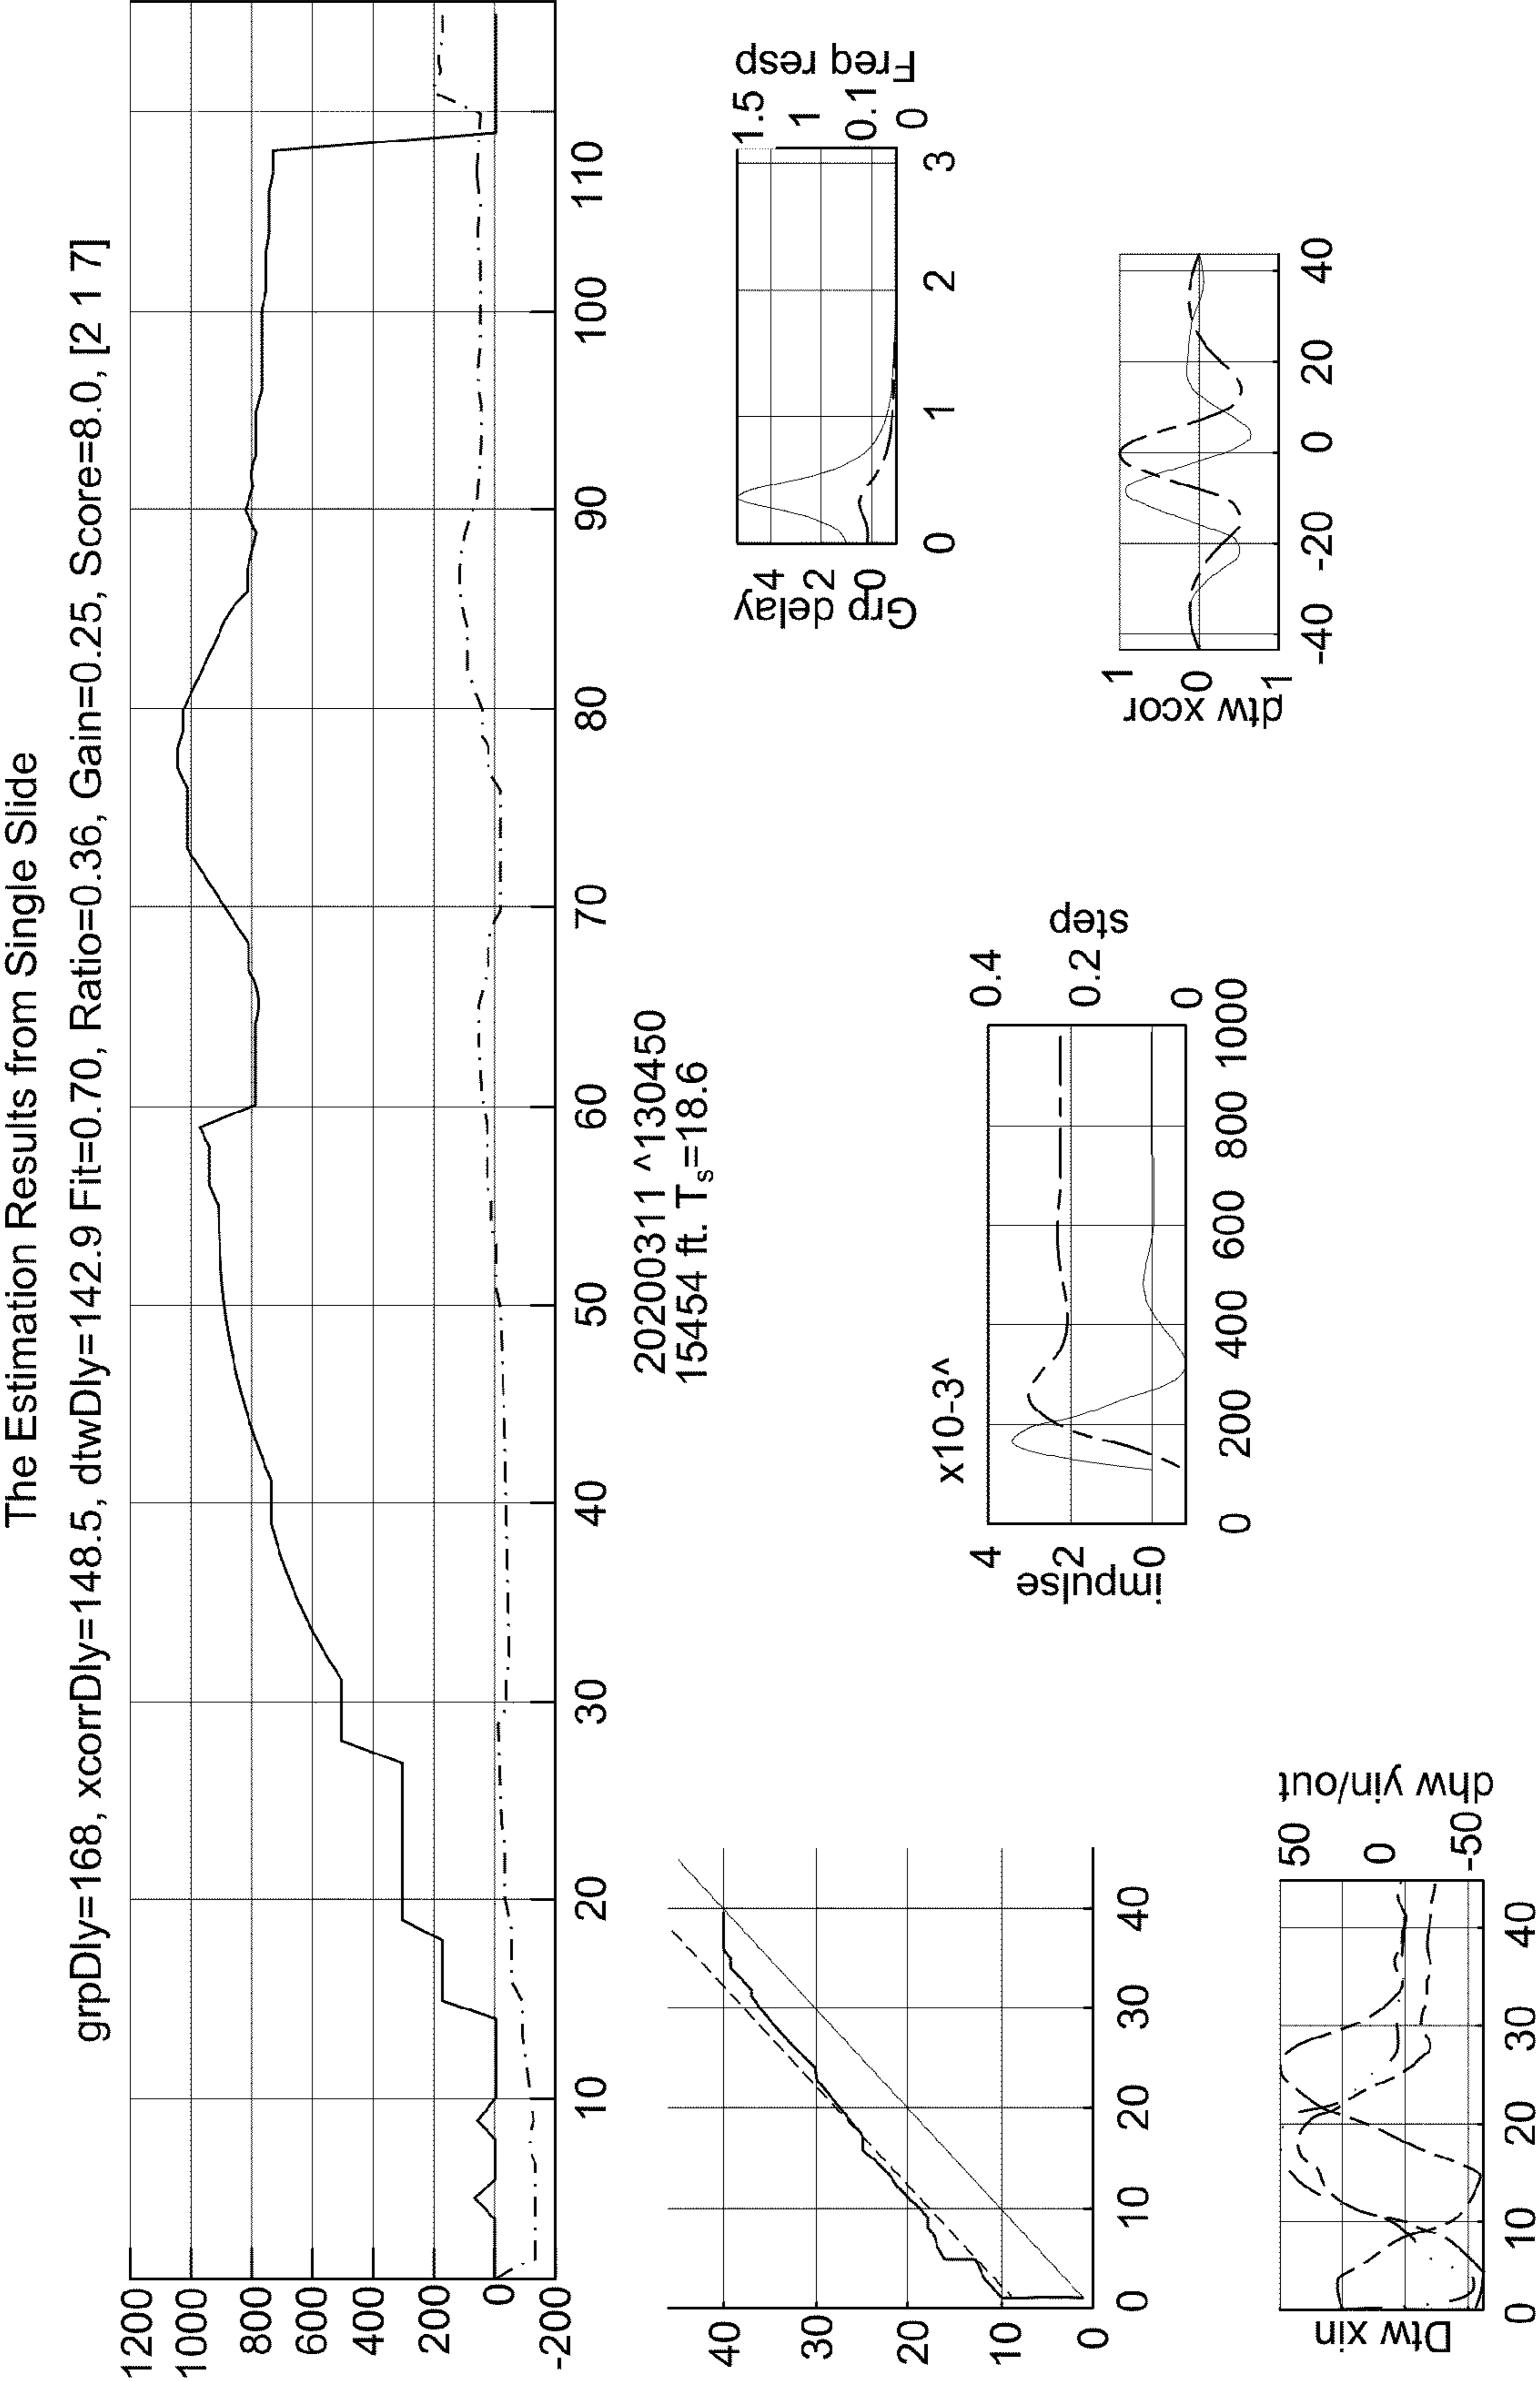 The Estimation Results from Single Slide
grpDly=168, xcorrDly=148.5, dtwDly=142.9 Fit=0.70, Ratio=0.36, Gain=0.25, Score=8.0, [2 1 7]
1200
1000
800
600
400
200
0
-200
10 20 30 40 50 60 70 80 90 100 110
20200311 ^130450
15454 ft. Ts=18.6
40
30
20
10
0
0 10 20 30 40
Dtw xin
50
0
-50
dhw yin/out
0 10 20 30 40
x10-3^
impulse
4
2
0
0.4
0.2
0
step
0 200 400 600 800 1000
Grp delay
4
2
0
1.5
1
0.1
0
Freq resp
0 1 2 3
dtw xcor
1
0
1
-40 -20 0 20 40